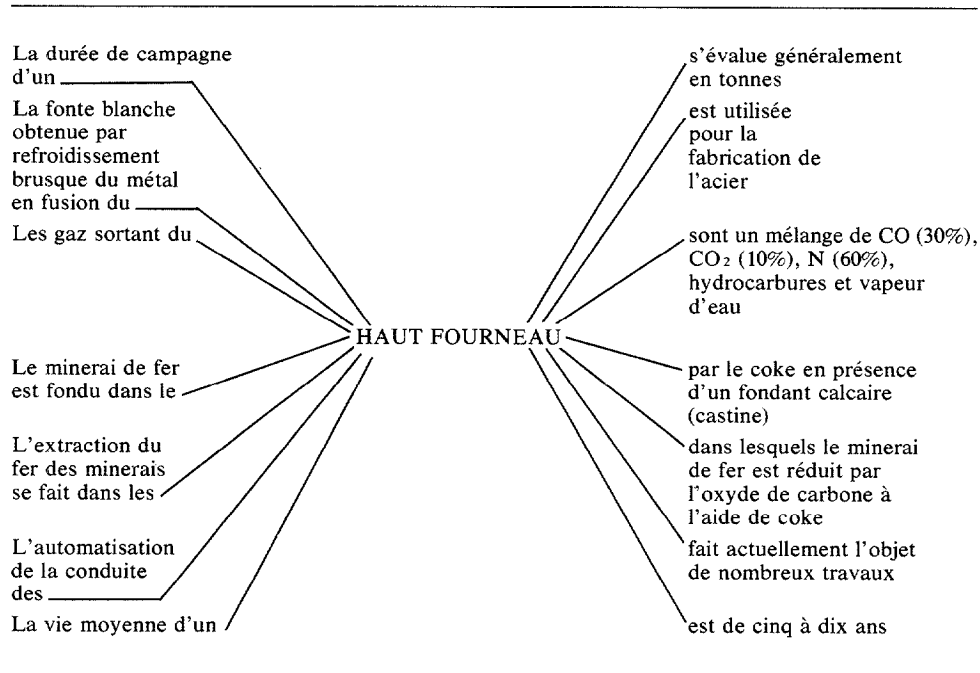 La durée de campagne
d'un
s'évalue généralement
en tonnes
La fonte blanche
obtenue par
refroidissement
brusque du métal
en fusion du
est utilisée
pour la
fabrication de
l'acier
Les gaz sortant du
sont un mélange de CO (30%),
CO2 (10%), N (60%),
hydrocarbures et vapeur
d'eau
HAUT FOURNEAU
Le minerai de fer
est fondu dans le
par le coke en présence
d'un fondant calcaire
(castine)
L'extraction du
fer des minerais
se fait dans les
dans lesquels le minerai
de fer est réduit par
l'oxyde de carbone à
l'aide de coke
L'automatisation
de la conduite
des
fait actuellement l'objet
de nombreux travaux
La vie moyenne d'un
est de cinq à dix ans